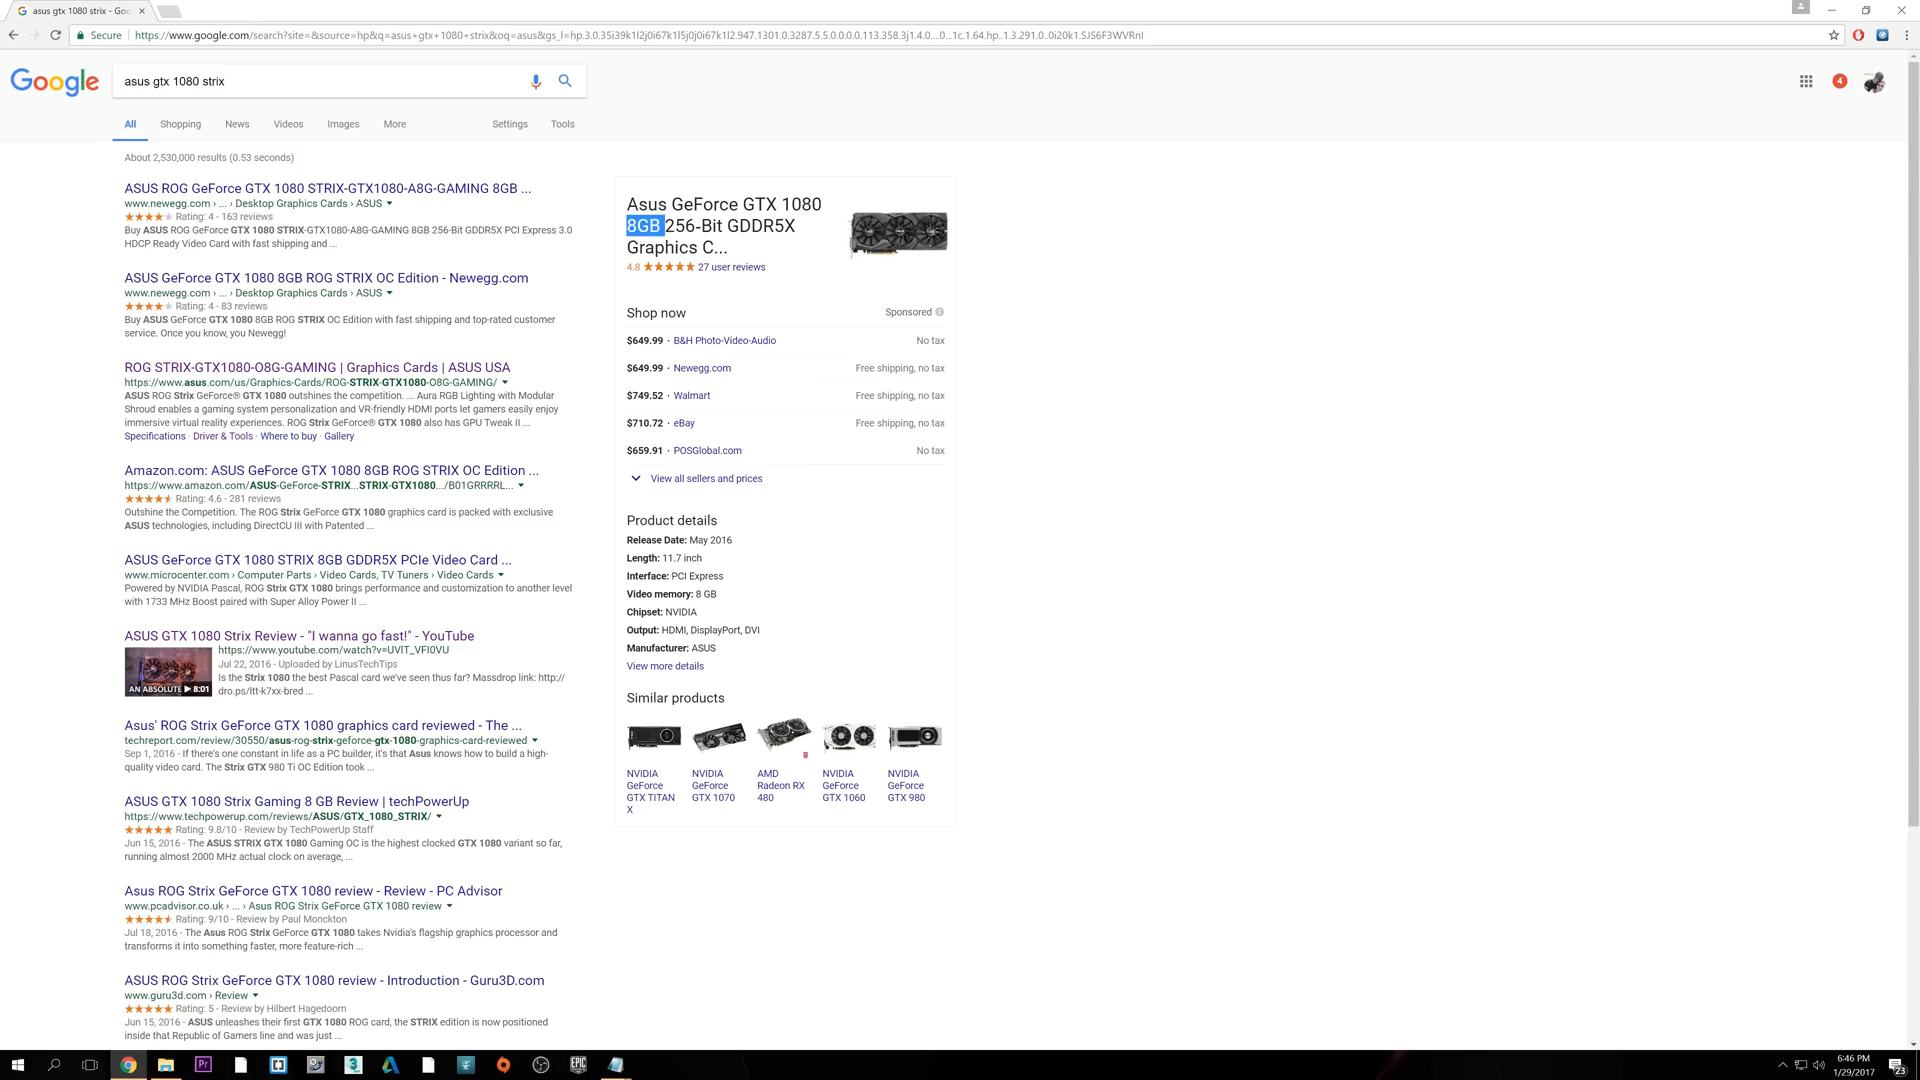 asus gtx 1080 strix - Goo
Secure
https://www.google.com/search?site=&source=hp&q=asus+gtx+1080+strix&oq=asus&gs_l=hp.3.0.35i39k1l2j0i67k1l5j0j0i67k1l2.947.1301.0.3287.5.5.0.0.0.0.113.358.3j1.4.0....0...1c.1.64.hp..1.3.291.0..0i20k1.SJS6F3WVRnI
Google
asus gtx 1080 strix
4
All Shopping News Videos Images More Settings Tools
About 2,530,000 results (0.53 seconds)
ASUS ROG GeForce GTX 1080 STRIX-GTX1080-A8G-GAMING 8GB ...
www.newegg.com › ... › Desktop Graphics Cards › ASUS
Rating: 4 - 163 reviews
Buy ASUS ROG GeForce GTX 1080 STRIX-GTX1080-A8G-GAMING 8GB 256-Bit GDDR5X PCI Express 3.0
HDCP Ready Video Card with fast shipping and ...
ASUS GeForce GTX 1080 8GB ROG STRIX OC Edition - Newegg.com
www.newegg.com › ... › Desktop Graphics Cards › ASUS
Rating: 4 - 83 reviews
Buy ASUS GeForce GTX 1080 8GB ROG STRIX OC Edition with fast shipping and top-rated customer
service. Once you know, you Newegg!
ROG STRIX-GTX1080-O8G-GAMING | Graphics Cards | ASUS USA
https://www.asus.com/us/Graphics-Cards/ROG-STRIX-GTX1080-O8G-GAMING/
ASUS ROG Strix GeForce® GTX 1080 outshines the competition. ... Aura RGB Lighting with Modular
Shroud enables a gaming system personalization and VR-friendly HDMI ports let gamers easily enjoy
immersive virtual reality experiences. ROG Strix GeForce® GTX 1080 also has GPU Tweak II ...
Specifications · Driver & Tools · Where to buy · Gallery
Amazon.com: ASUS GeForce GTX 1080 8GB ROG STRIX OC Edition ...
https://www.amazon.com/ASUS-GeForce-STRIX...STRIX-GTX1080.../B01GRRRRL...
Rating: 4.6 - 281 reviews
Outshine the Competition. The ROG Strix GeForce GTX 1080 graphics card is packed with exclusive
ASUS technologies, including DirectCU III with Patented ...
ASUS GeForce GTX 1080 STRIX 8GB GDDR5X PCIe Video Card ...
www.microcenter.com › Computer Parts › Video Cards, TV Tuners › Video Cards
Powered by NVIDIA Pascal, ROG Strix GTX 1080 brings performance and customization to another level
with 1733 MHz Boost paired with Super Alloy Power II ...
ASUS GTX 1080 Strix Review - "I wanna go fast!" - YouTube
https://www.youtube.com/watch?v=UVlT_VFI0VU
Jul 22, 2016 - Uploaded by LinusTechTips
Is the Strix 1080 the best Pascal card we've seen thus far? Massdrop link: http://
dro.ps/ltt-k7xx-bred ...
AN ABSOLUTE 8:01
Asus' ROG Strix GeForce GTX 1080 graphics card reviewed - The ...
techreport.com/review/30550/asus-rog-strix-geforce-gtx-1080-graphics-card-reviewed
Sep 1, 2016 - If there's one constant in life as a PC builder, it's that Asus knows how to build a high-
quality video card. The Strix GTX 980 Ti OC Edition took ...
ASUS GTX 1080 Strix Gaming 8 GB Review | techPowerUp
https://www.techpowerup.com/reviews/ASUS/GTX_1080_STRIX/
Rating: 9.8/10 - Review by TechPowerUp Staff
Jun 15, 2016 - The ASUS STRIX GTX 1080 Gaming OC is the highest clocked GTX 1080 variant so far,
running almost 2000 MHz actual clock on average, ...
Asus ROG Strix GeForce GTX 1080 review - Review - PC Advisor
www.pcadvisor.co.uk › ... › Asus ROG Strix GeForce GTX 1080 review
Rating: 9/10 - Review by Paul Monckton
Jul 18, 2016 - The Asus ROG Strix GeForce GTX 1080 takes Nvidia's flagship graphics processor and
transforms it into something faster, more feature-rich ...
ASUS ROG Strix GeForce GTX 1080 review - Introduction - Guru3D.com
www.guru3d.com › Review
Rating: 5 - Review by Hilbert Hagedoorn
Jun 15, 2016 - ASUS unleashes their first GTX 1080 ROG card, the STRIX edition is now positioned
inside that Republic of Gamers line and was just ...
Asus GeForce GTX 1080
8GB 256-Bit GDDR5X
Graphics C...
4.8 27 user reviews
Shop now Sponsored
$649.99 · B&H Photo-Video-Audio No tax
$649.99 · Newegg.com Free shipping, no tax
$749.52 · Walmart Free shipping, no tax
$710.72 · eBay Free shipping, no tax
$659.91 · POSGlobal.com No tax
View all sellers and prices
Product details
Release Date: May 2016
Length: 11.7 inch
Interface: PCI Express
Video memory: 8 GB
Chipset: NVIDIA
Output: HDMI, DisplayPort, DVI
Manufacturer: ASUS
View more details
Similar products
NVIDIA GeForce GTX TITAN X
NVIDIA GeForce GTX 1070
AMD Radeon RX 480
NVIDIA GeForce GTX 1060
NVIDIA GeForce GTX 980
Pr
3
EPIC GAMES
6:46 PM
1/29/2017
23